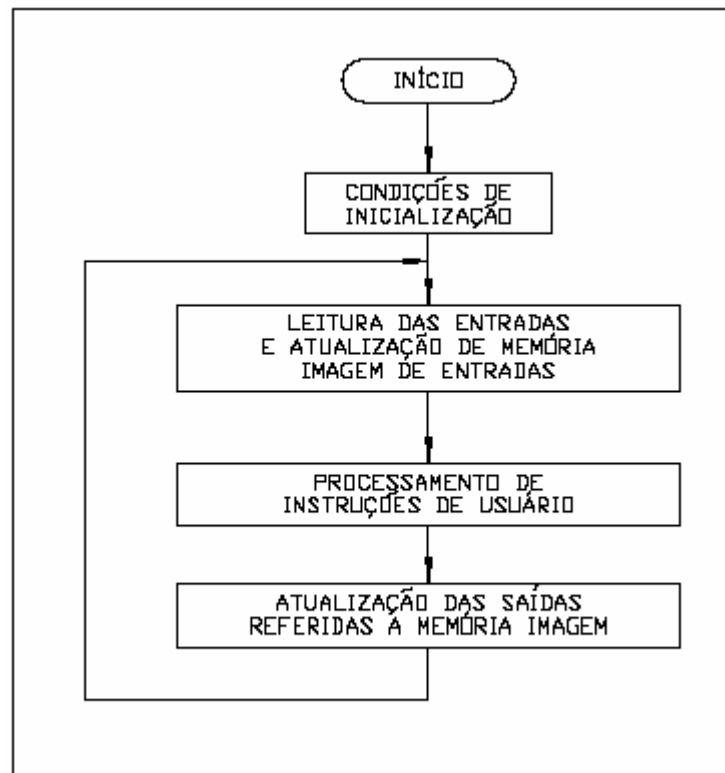 INÍCIO
CONDIÇÕES DE
INICIALIZAÇÃO
LEITURA DAS ENTRADAS
E ATUALIZAÇÃO DE MEMÓRIA
IMAGEM DE ENTRADAS
PROCESSAMENTO DE
INSTRUÇÕES DE USUÁRIO
ATUALIZAÇÃO DAS SAÍDAS
REFERIDAS À MEMÓRIA IMAGEM